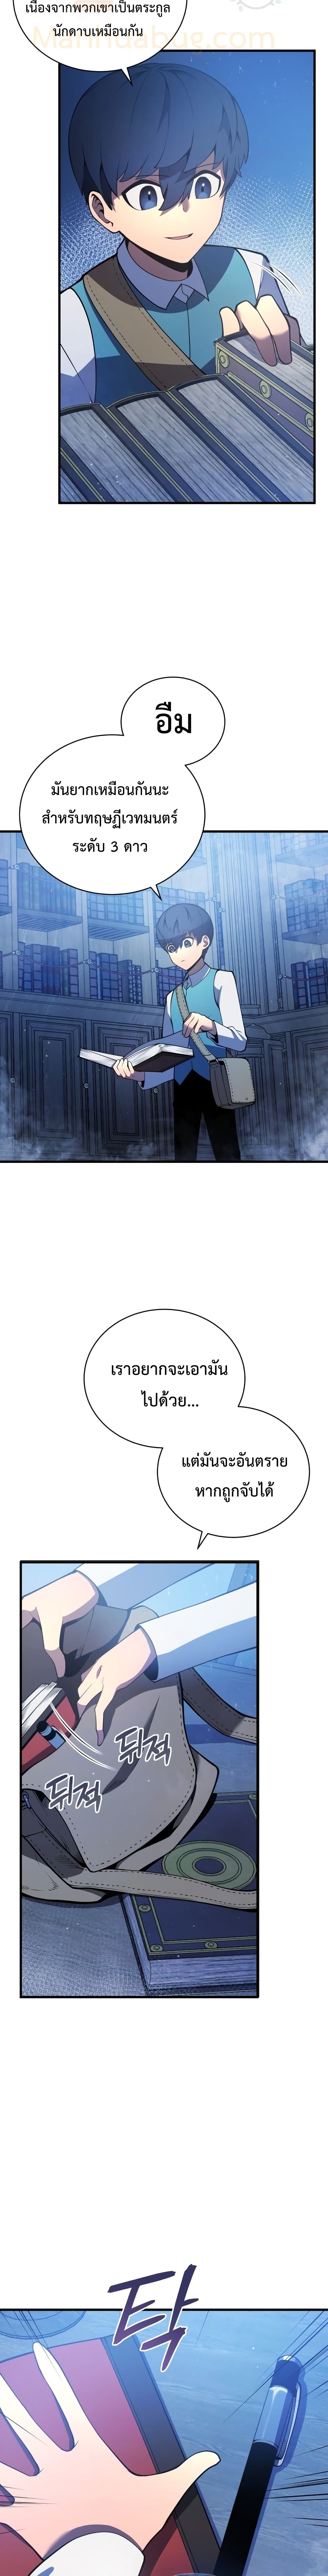 เนื่องจากพวกเขาเป็นตระกูล
นักดาบเหมือนกัน
Manhuabug.com
อืม
มันยากเหมือนกันนะ
สำหรับทฤษฎีเวทมนตร์
ระดับ 3 ดาว
เราอยากจะเอามัน
ไปด้วย...
แต่มันจะอันตราย
หากถูกจับได้
뒤적
뒤적
탁